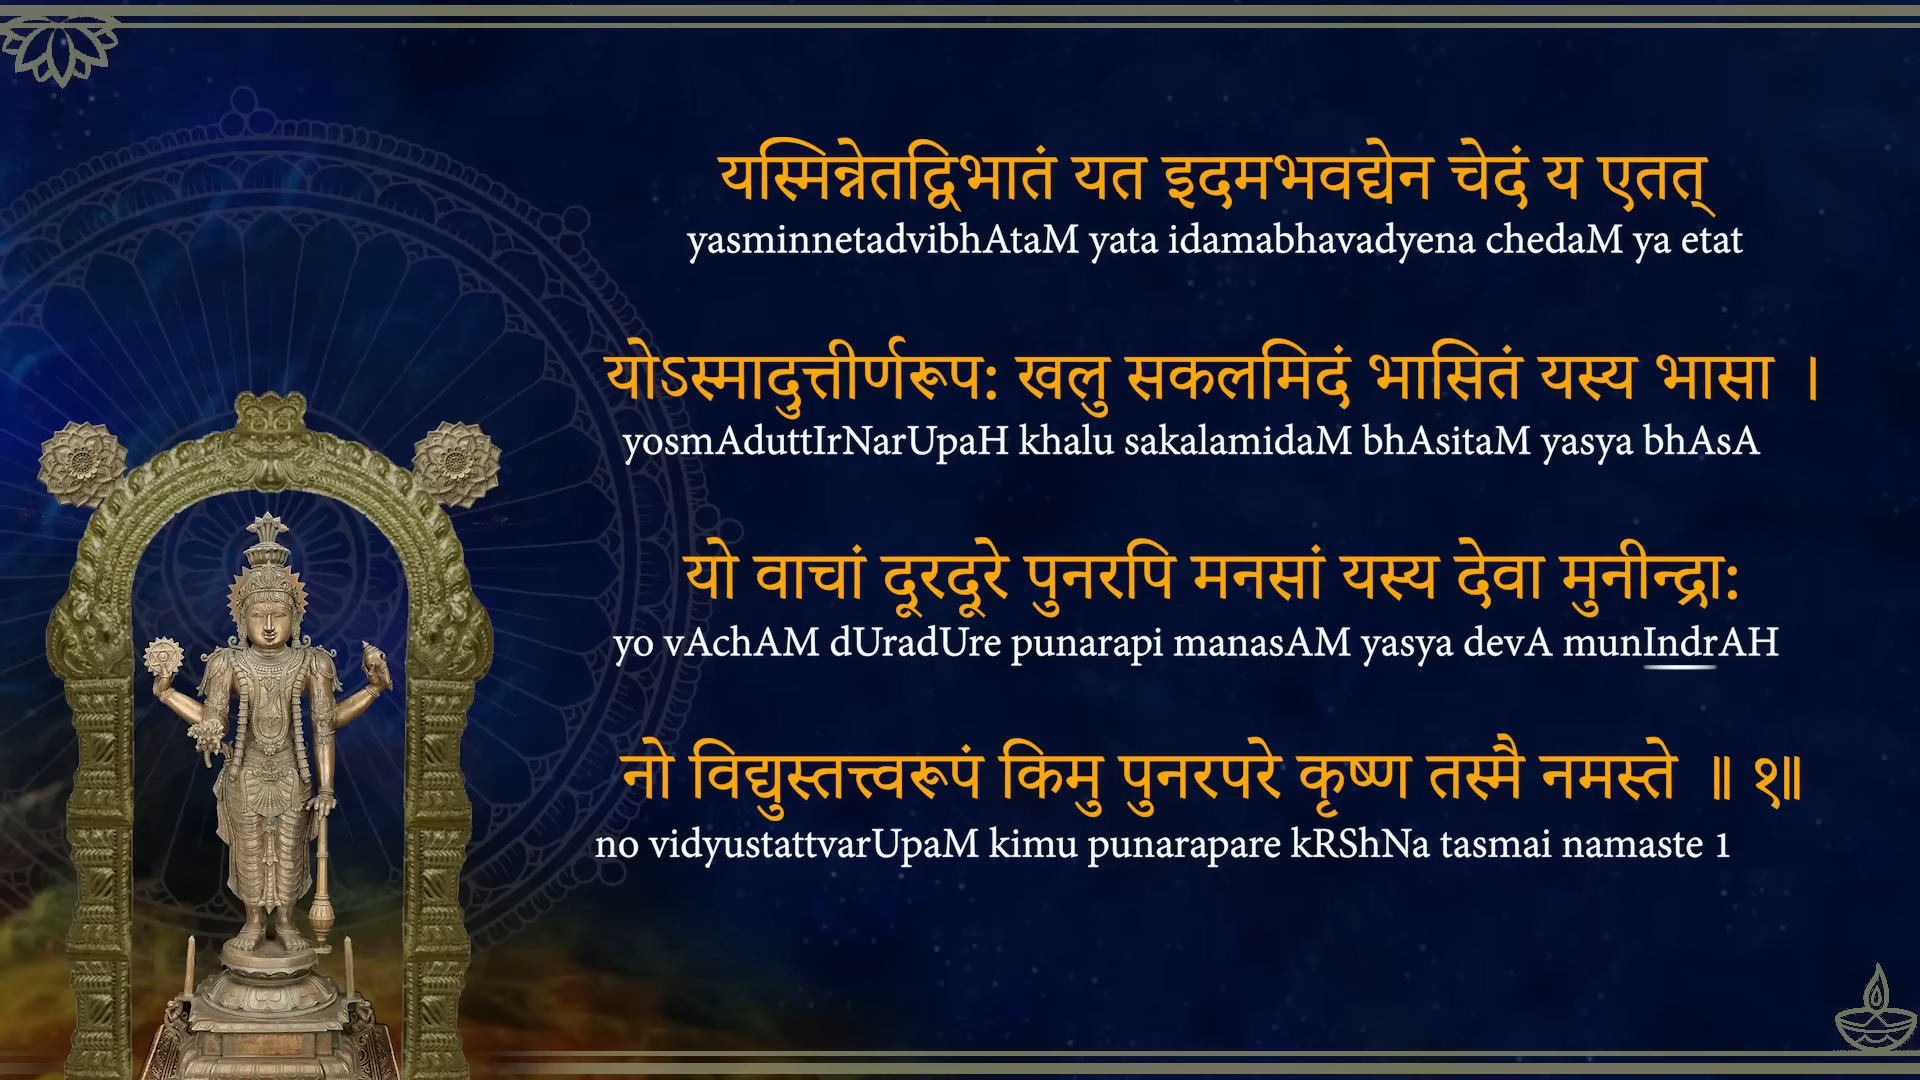 यस्मिन्नेतद्विभातं यत इदमभवद्येन चेदं य एतत्
yasminnetadvibhAtaM yata idamabhavadyena chedaM ya etat
योऽस्मादुत्तीर्णरूप: खलु सकलमिदं भासितं यस्य भासा ।
yosmAduttIrNarUpaH khalu sakalamidaM bhAsitaM yasya bhAsA
यो वाचां दूरदूरे पुनरपि मनसां यस्य देवा मुनीन्द्रा:
yo vAchAM dUradUre punarapi manasAM yasya devA munIndrAH
नो विद्युस्तत्त्वरूपं किमु पुनरपरे कृष्ण तस्मै नमस्ते ॥ १॥
no vidyustattvarUpaM kimu punarapare kRShNa tasmai namaste 1